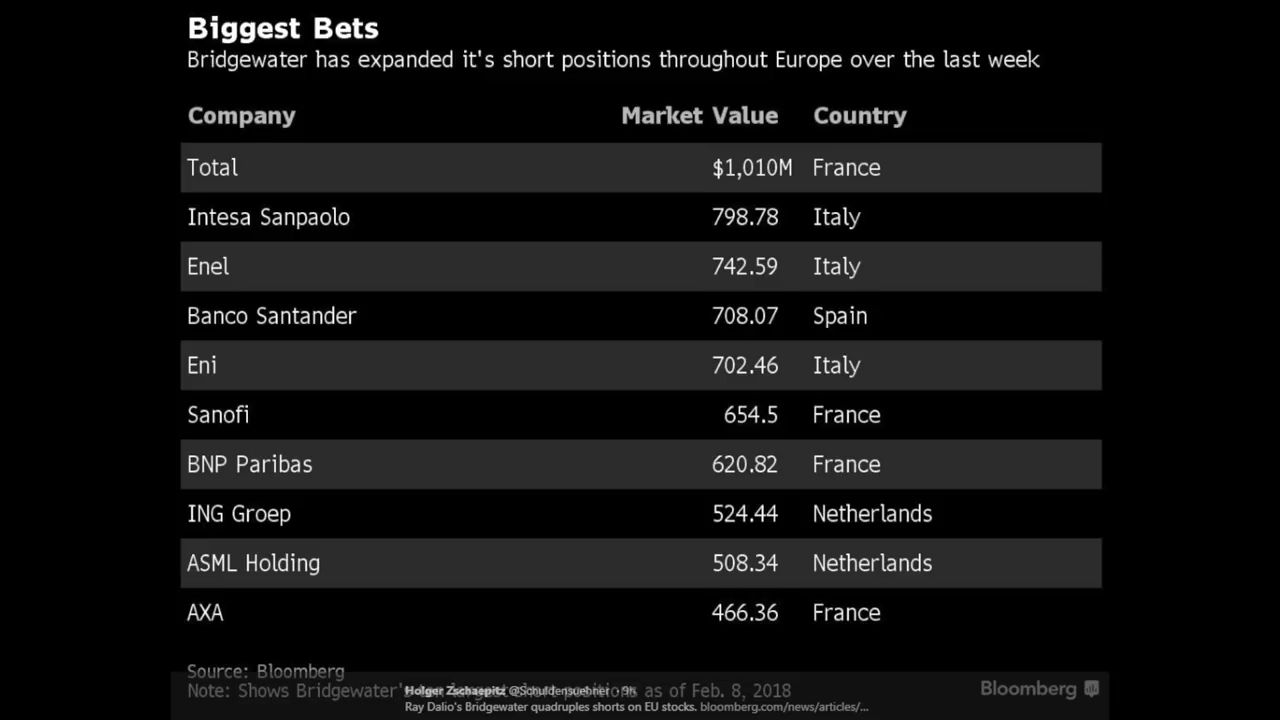 Biggest Bets
Bridgewater has expanded it's short positions throughout Europe over the last week
Company Market Value Country
Total $1,010M France
Intesa Sanpaolo 798.78 Italy
Enel 742.59 Italy
Banco Santander 708.07 Spain
Eni 702.46 Italy
Sanofi 654.5 France
BNP Paribas 620.82 France
ING Groep 524.44 Netherlands
ASML Holding 508.34 Netherlands
AXA 466.36 France
Source: Bloomberg
Note: Shows Bridgewater's positions as of Feb. 8, 2018
Bloomberg
Holger Zschaepitz @Schuldensuehner · 9h
Ray Dalio's Bridgewater quadruples shorts on EU stocks. bloomberg.com/news/articles/...